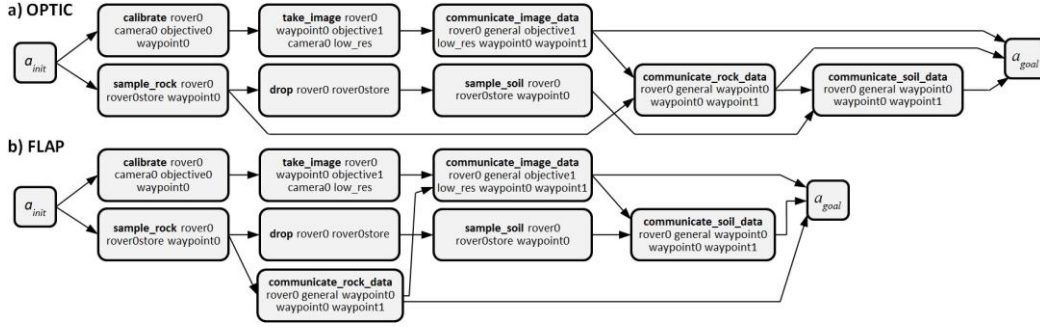 a) OPTIC
a_init
calibrate rover0
camera0 objective0
waypoint0
take_image rover0
waypoint0 objective1
camera0 low_res
communicate_image_data
rover0 general objective1
low_res waypoint0 waypoint1
sample_rock rover0
rover0store waypoint0
drop rover0 rover0store
sample_soil rover0
rover0store waypoint0
communicate_rock_data
rover0 general waypoint0
waypoint0 waypoint1
communicate_soil_data
rover0 general waypoint0
waypoint0 waypoint1
a_goal
b) FLAP
a_init
calibrate rover0
camera0 objective0
waypoint0
take_image rover0
waypoint0 objective1
camera0 low_res
communicate_image_data
rover0 general objective1
low_res waypoint0 waypoint1
sample_rock rover0
rover0store waypoint0
drop rover0 rover0store
sample_soil rover0
rover0store waypoint0
communicate_soil_data
rover0 general waypoint0
waypoint0 waypoint1
a_goal
communicate_rock_data
rover0 general waypoint0
waypoint0 waypoint1